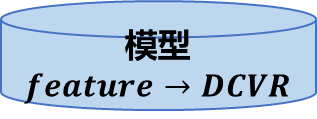 模型
feature → DCVR